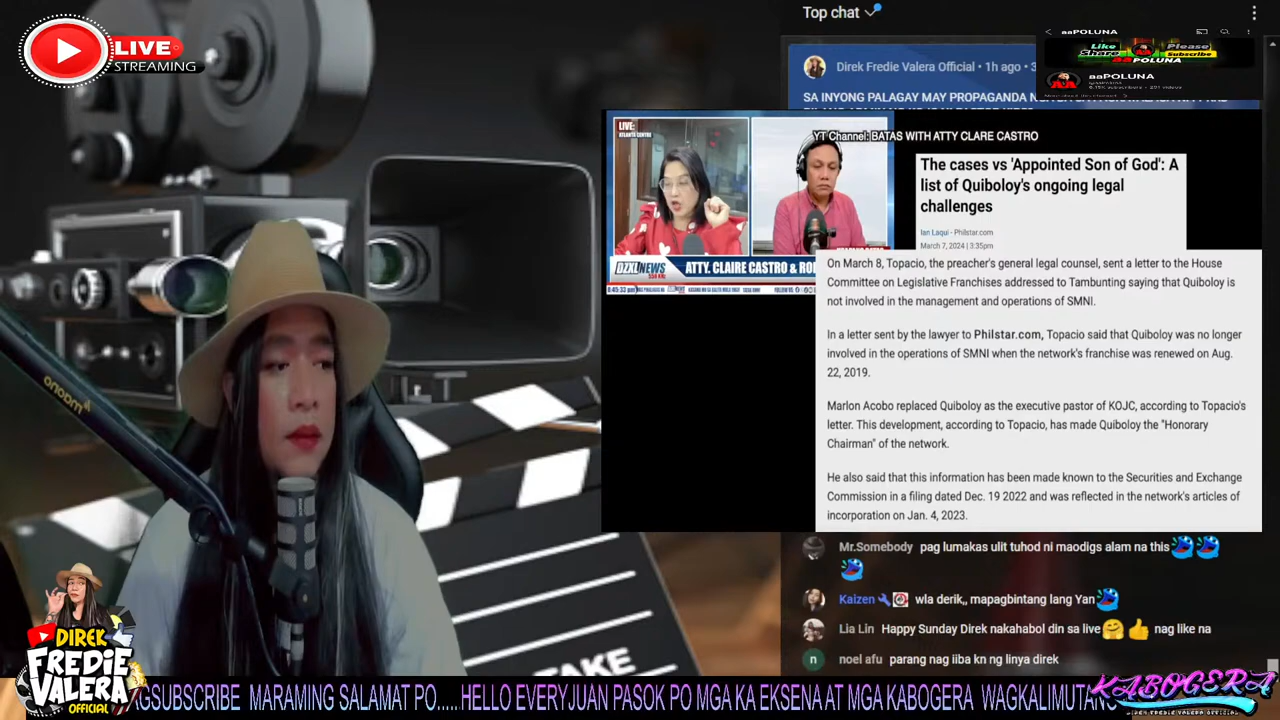 LIVE
STREAMING
Top chat
aaPOLUNA
Like
Share
Please
Subscribe
aaPOLUNA
aaPOLUNA
Direk Fredie Valera Official • 1h ago •
SA INYONG PALAGAY MAY PROPAGANDA
YT Channel: BATAS WITH ATTY CLARE CASTRO
LIVE:
The cases vs 'Appointed Son of God': A
list of Quiboloy's ongoing legal
challenges
Ian Laqui - Philstar.com
March 7, 2024 | 3:35pm
DZXL NEWS
ATTY. CLAIRE CASTRO &
On March 8, Topacio, the preacher's general legal counsel, sent a letter to the House
Committee on Legislative Franchises addressed to Tambunting saying that Quiboloy is
not involved in the management and operations of SMNI.
In a letter sent by the lawyer to Philstar.com, Topacio said that Quiboloy was no longer
involved in the operations of SMNI when the network's franchise was renewed on Aug.
22, 2019.
Marlon Acobo replaced Quiboloy as the executive pastor of KOJC, according to Topacio's
letter. This development, according to Topacio, has made Quiboloy the "Honorary
Chairman" of the network.
He also said that this information has been made known to the Securities and Exchange
Commission in a filing dated Dec. 19 2022 and was reflected in the network's articles of
incorporation on Jan. 4, 2023.
Mr.Somebody pag lumakas ulit tuhod ni maodigs alam na this
Kaizen wla derik,, mapagbintang lang Yan
Lia Lin Happy Sunday Direk nakahabol din sa live nag like na
n noel afu parang nag iiba kn ng linya direk
maono
TAKE
DIREK
FREDIE
VALERA
OFFICIAL
GSUBSCRIBE MARAMING SALAMAT PO..... HELLO EVERYJUAN PASOK PO MGA KA EKSENA AT MGA KABOGERA WAGKALIMUTANG
KABOGERA